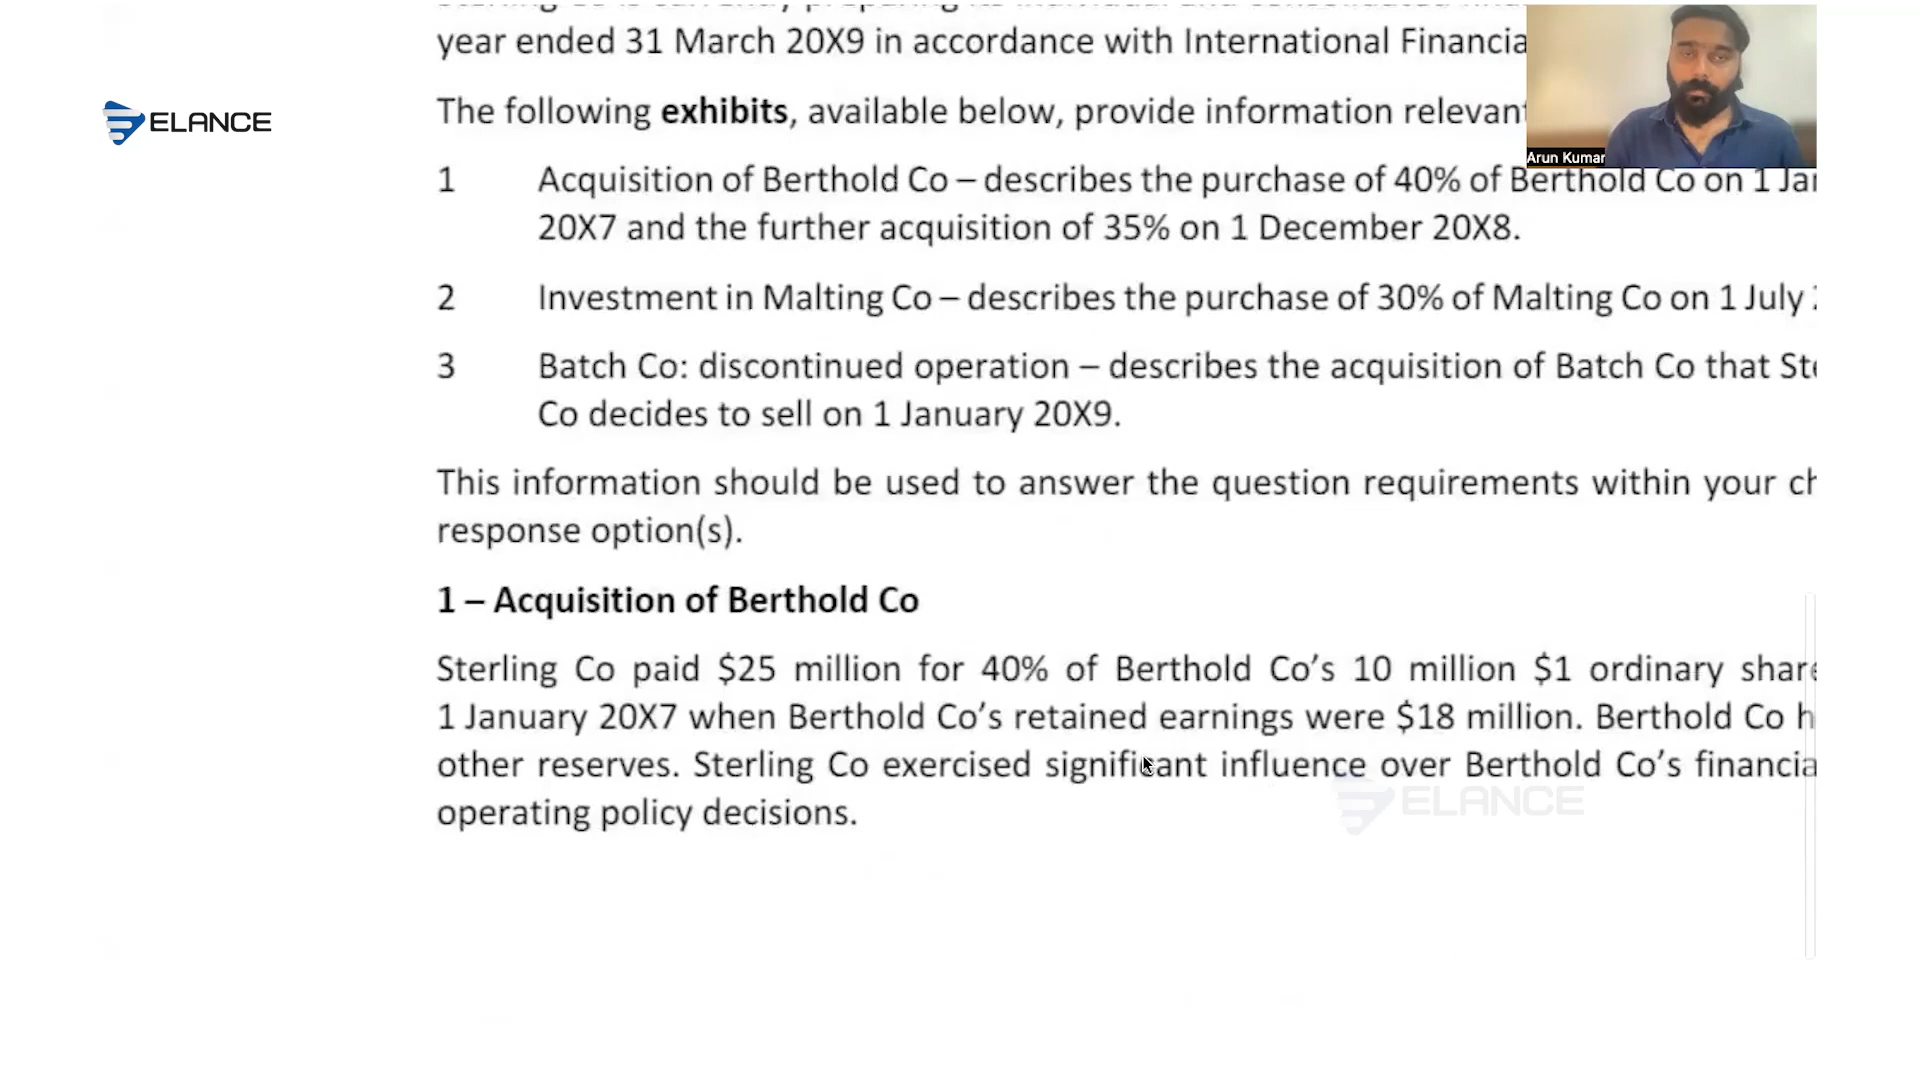 year ended 31 March 20X9 in accordance with International Financia
ELANCE
The following exhibits, available below, provide information relevant
Arun Kumar
1 Acquisition of Berthold Co – describes the purchase of 40% of Berthold Co on 1 Jan
20X7 and the further acquisition of 35% on 1 December 20X8.
2 Investment in Malting Co – describes the purchase of 30% of Malting Co on 1 July
3 Batch Co: discontinued operation – describes the acquisition of Batch Co that Ste
Co decides to sell on 1 January 20X9.
This information should be used to answer the question requirements within your ch
response option(s).
1 – Acquisition of Berthold Co
Sterling Co paid $25 million for 40% of Berthold Co's 10 million $1 ordinary share
1 January 20X7 when Berthold Co's retained earnings were $18 million. Berthold Co h
other reserves. Sterling Co exercised significant influence over Berthold Co's financia
ELANCE
operating policy decisions.